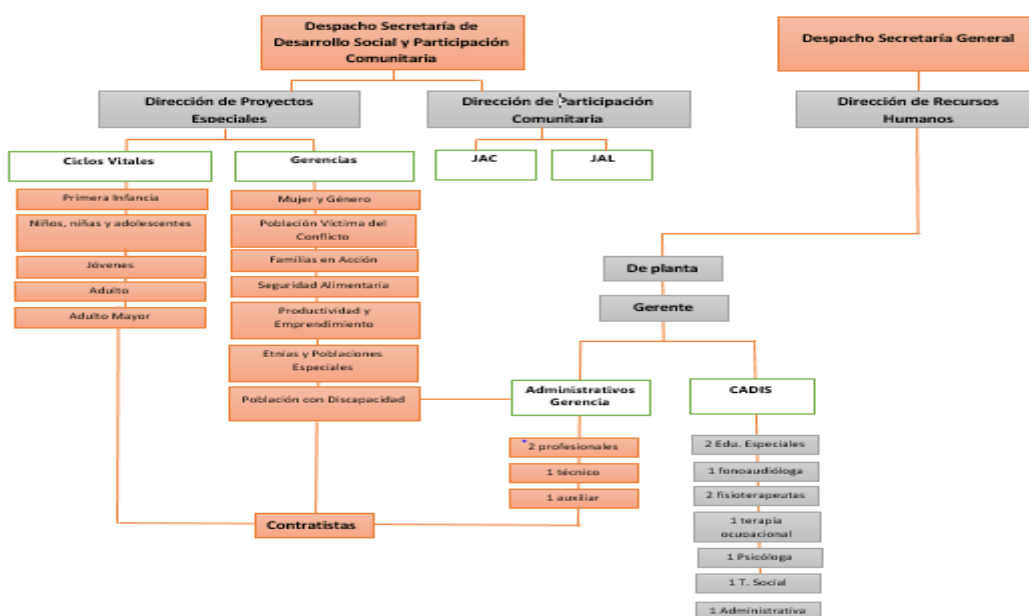 Despacho Secretaría de
Desarrollo Social y Participación
Comunitaria
Despacho Secretaría General
Dirección de Proyectos
Especiales
Dirección de Participación
Comunitaria
Dirección de Recursos
Humanos
Ciclos Vitales
Gerencias
JAC
JAL
Primera Infancia
Niños, niñas y adolescentes
Jóvenes
Adulto
Adulto Mayor
Mujer y Género
Población Víctima del
Conflicto
Familias en Acción
Seguridad Alimentaria
Productividad y
Emprendimiento
Etnias y Poblaciones
Especiales
Población con Discapacidad
De planta
Gerente
Administrativos
Gerencia
CADIS
2 profesionales
1 técnico
1 auxiliar
2 Edu. Especiales
1 fonoaudióloga
2 fisioterapeutas
1 terapia
ocupacional
1 Psicóloga
1 T. Social
1 Administrativa
Contratistas